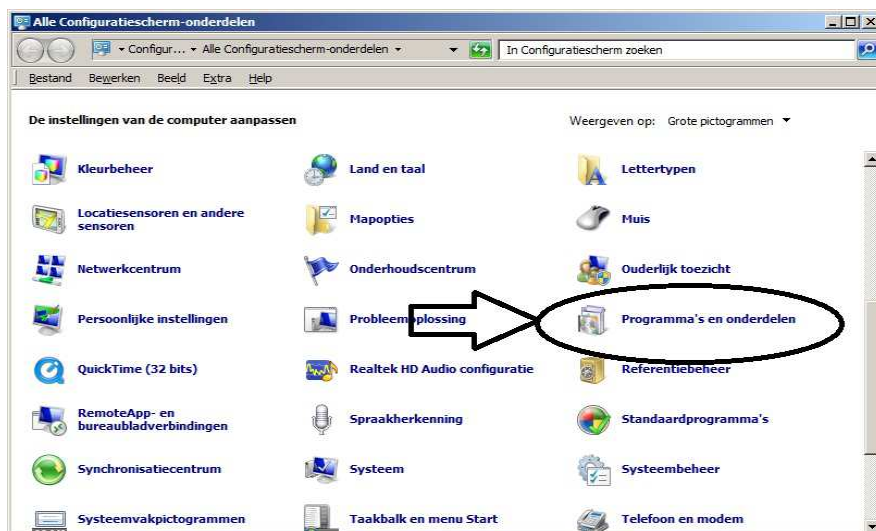 Alle Configuratiescherm-onderdelen
Configur... Alle Configuratiescherm-onderdelen
In Configuratiescherm zoeken
Bestand Bewerken Beeld Extra Help
De instellingen van de computer aanpassen
Weergeven op: Grote pictogrammen
Kleurbeheer
Land en taal
Lettertypen
Locatiesensoren en andere
sensoren
Mapopties
Muis
Netwerkcentrum
Onderhoudscentrum
Ouderlijk toezicht
Persoonlijke instellingen
Probleemoplossing
Programma's en onderdelen
QuickTime (32 bits)
Realtek HD Audio configuratie
Referentiebeheer
RemoteApp- en
bureaubladverbindingen
Spraakherkenning
Standaardprogramma's
Synchronisatiecentrum
Systeem
Systeembeheer
Systeemvakpictogrammen
Taakbalk en menu Start
Telefoon en modem